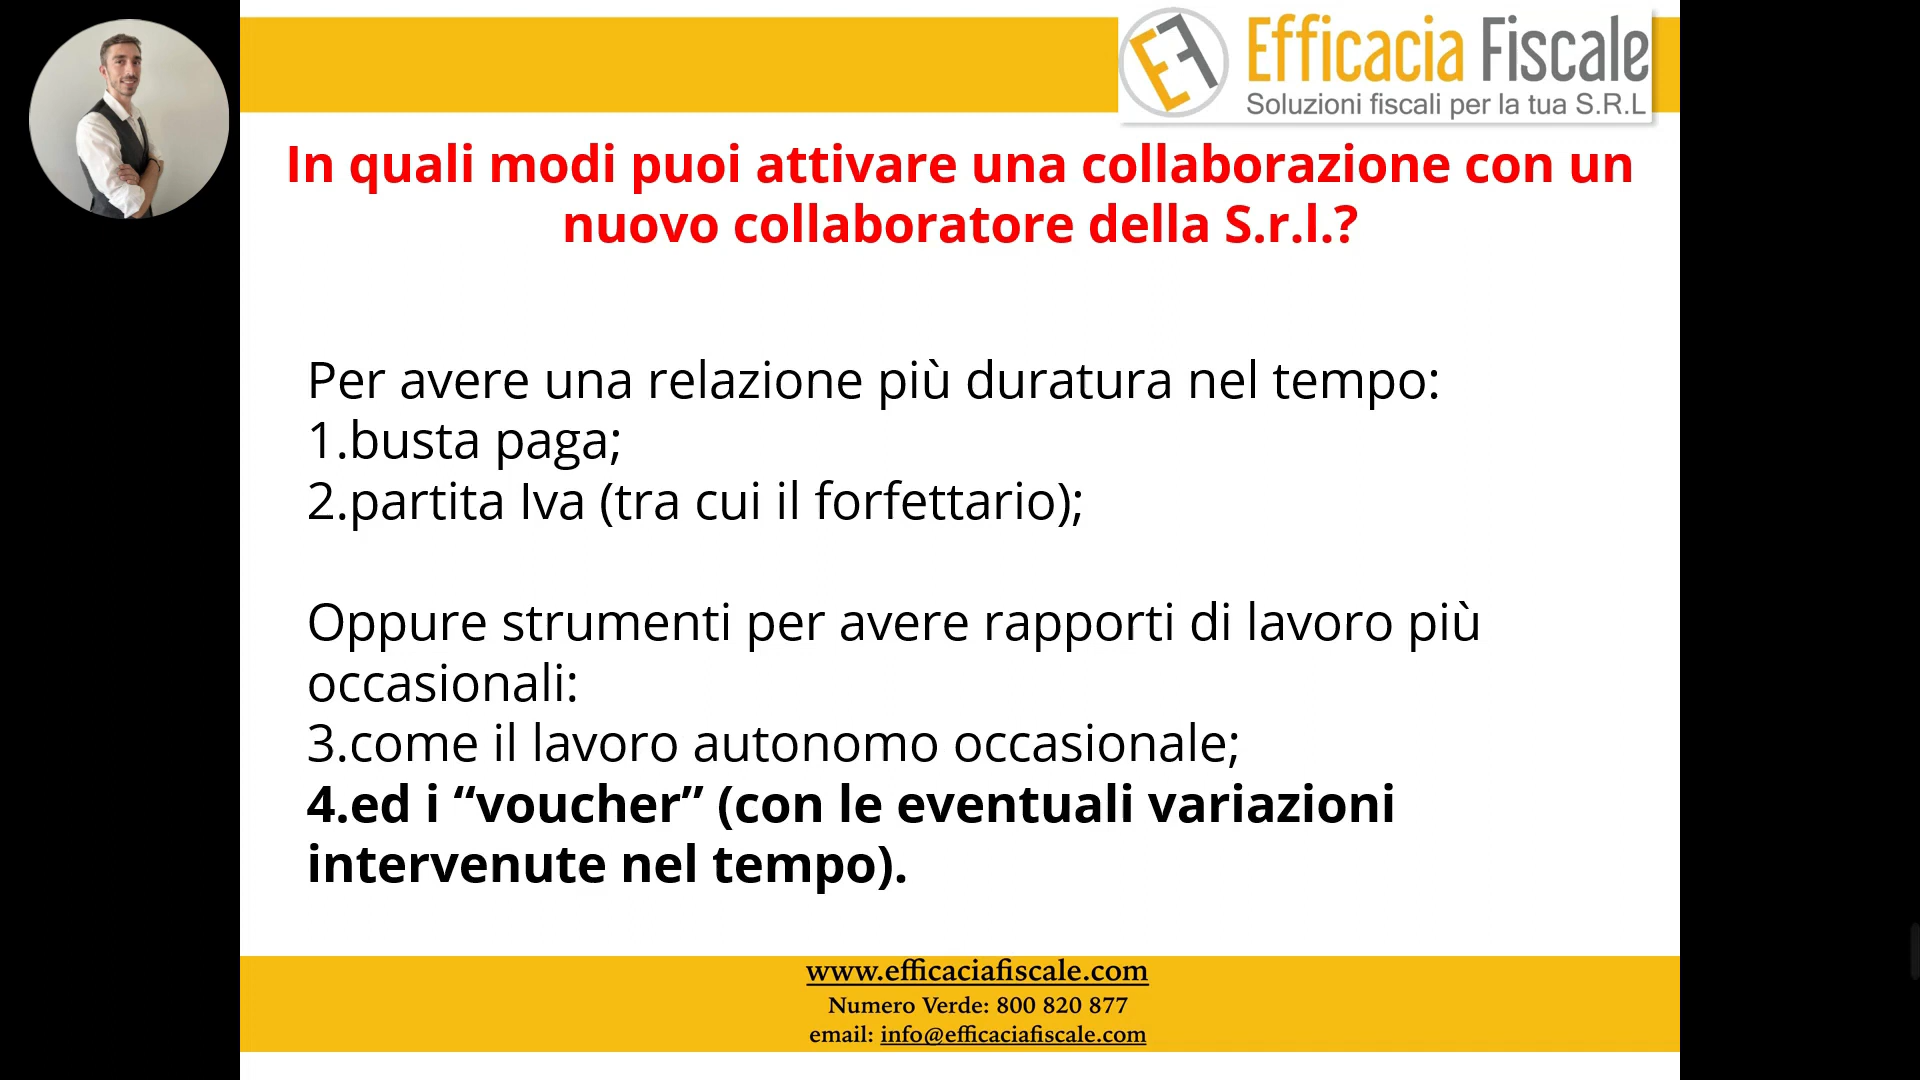 Efficacia Fiscale
Soluzioni fiscali per la tua S.R.L
In quali modi puoi attivare una collaborazione con un
nuovo collaboratore della S.r.l.?
Per avere una relazione più duratura nel tempo:
1.busta paga;
2.partita Iva (tra cui il forfettario);
Oppure strumenti per avere rapporti di lavoro più
occasionali:
3.come il lavoro autonomo occasionale;
4.ed i “voucher” (con le eventuali variazioni
intervenute nel tempo).
www.efficaciafiscale.com
Numero Verde: 800 820 877
email: info@efficaciafiscale.com